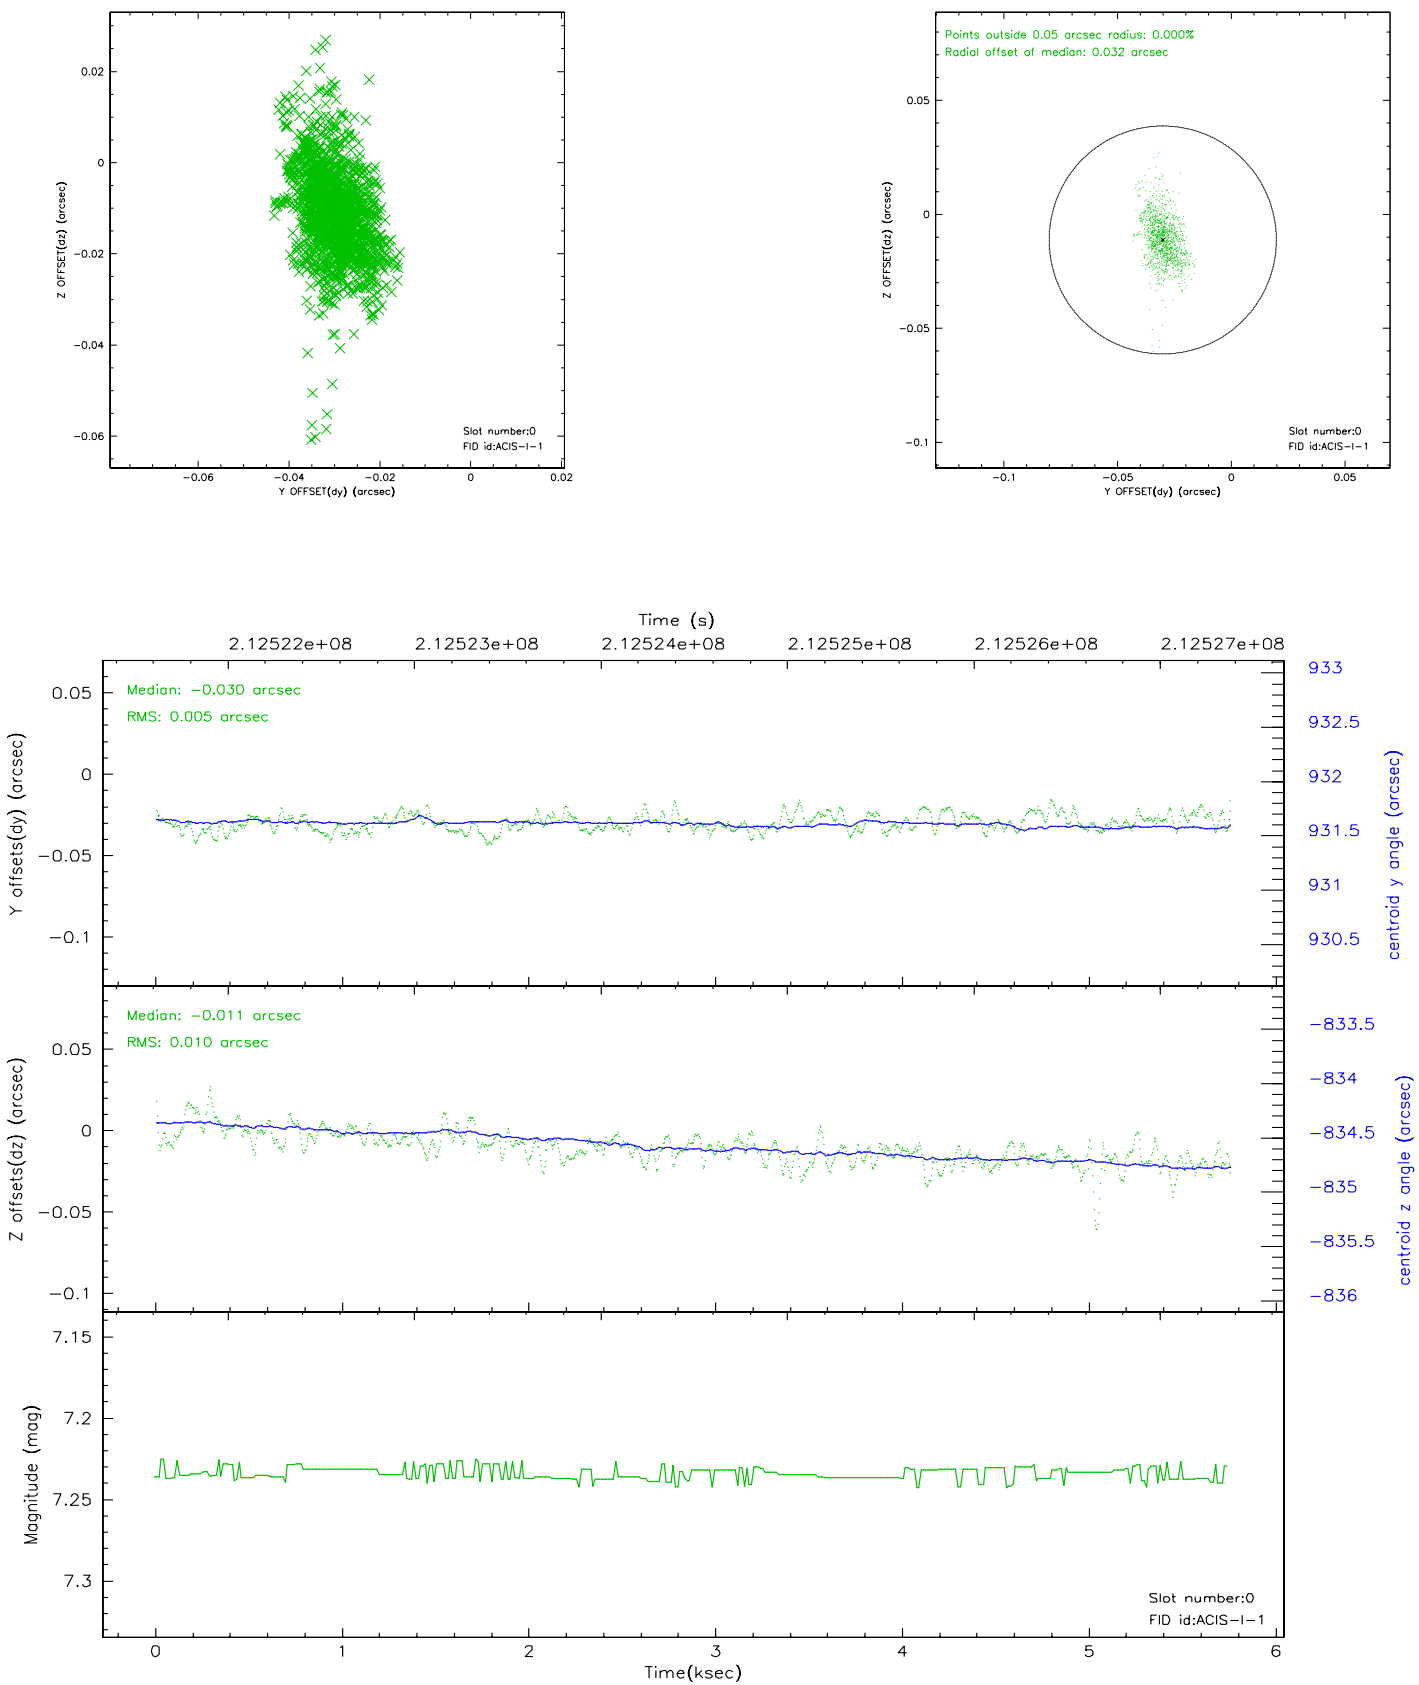 0.02
0
−0.02
−0.04
−0.06
Z OFFSET(dz) (arcsec)
Slot number:0
FID id:ACIS−I−1
−0.06
−0.04
−0.02
0
0.02
Y OFFSET(dy) (arcsec)
Points outside 0.05 arcsec radius: 0.000%
Radial offset of median: 0.032 arcsec
0.05
0
−0.05
−0.1
Z OFFSET(dz) (arcsec)
Slot number:0
FID id:ACIS−I−1
−0.1
−0.05
0
0.05
Y OFFSET(dy) (arcsec)
Time (s)
2.12522e+08
2.12523e+08
2.12524e+08
2.12525e+08
2.12526e+08
2.12527e+08
Median: −0.030 arcsec
RMS: 0.005 arcsec
0.05
0
−0.05
−0.1
Y offsets(dy) (arcsec)
933
932.5
932
931.5
931
930.5
centroid y angle (arcsec)
Median: −0.011 arcsec
RMS: 0.010 arcsec
0.05
0
−0.05
−0.1
Z offsets(dz) (arcsec)
−833.5
−834
−834.5
−835
−835.5
−836
centroid z angle (arcsec)
7.15
7.2
7.25
7.3
Magnitude (mag)
Slot number:0
FID id:ACIS−I−1
0
1
2
3
4
5
6
Time(ksec)